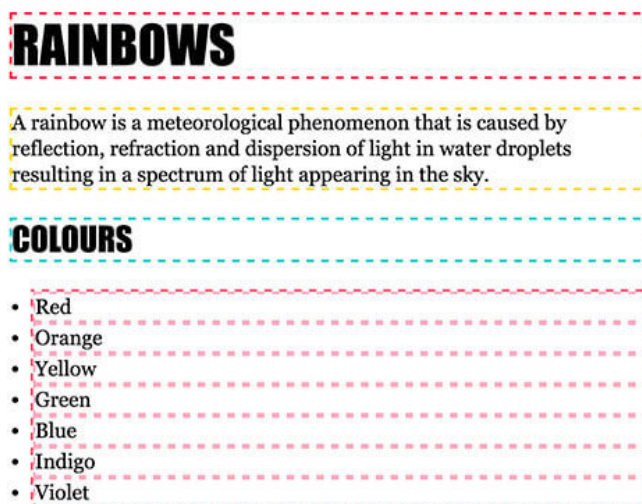 RAINBOWS
A rainbow is a meteorological phenomenon that is caused by
reflection, refraction and dispersion of light in water droplets
resulting in a spectrum of light appearing in the sky.
COLOURS
• Red
• Orange
• Yellow
• Green
• Blue
• Indigo
• Violet